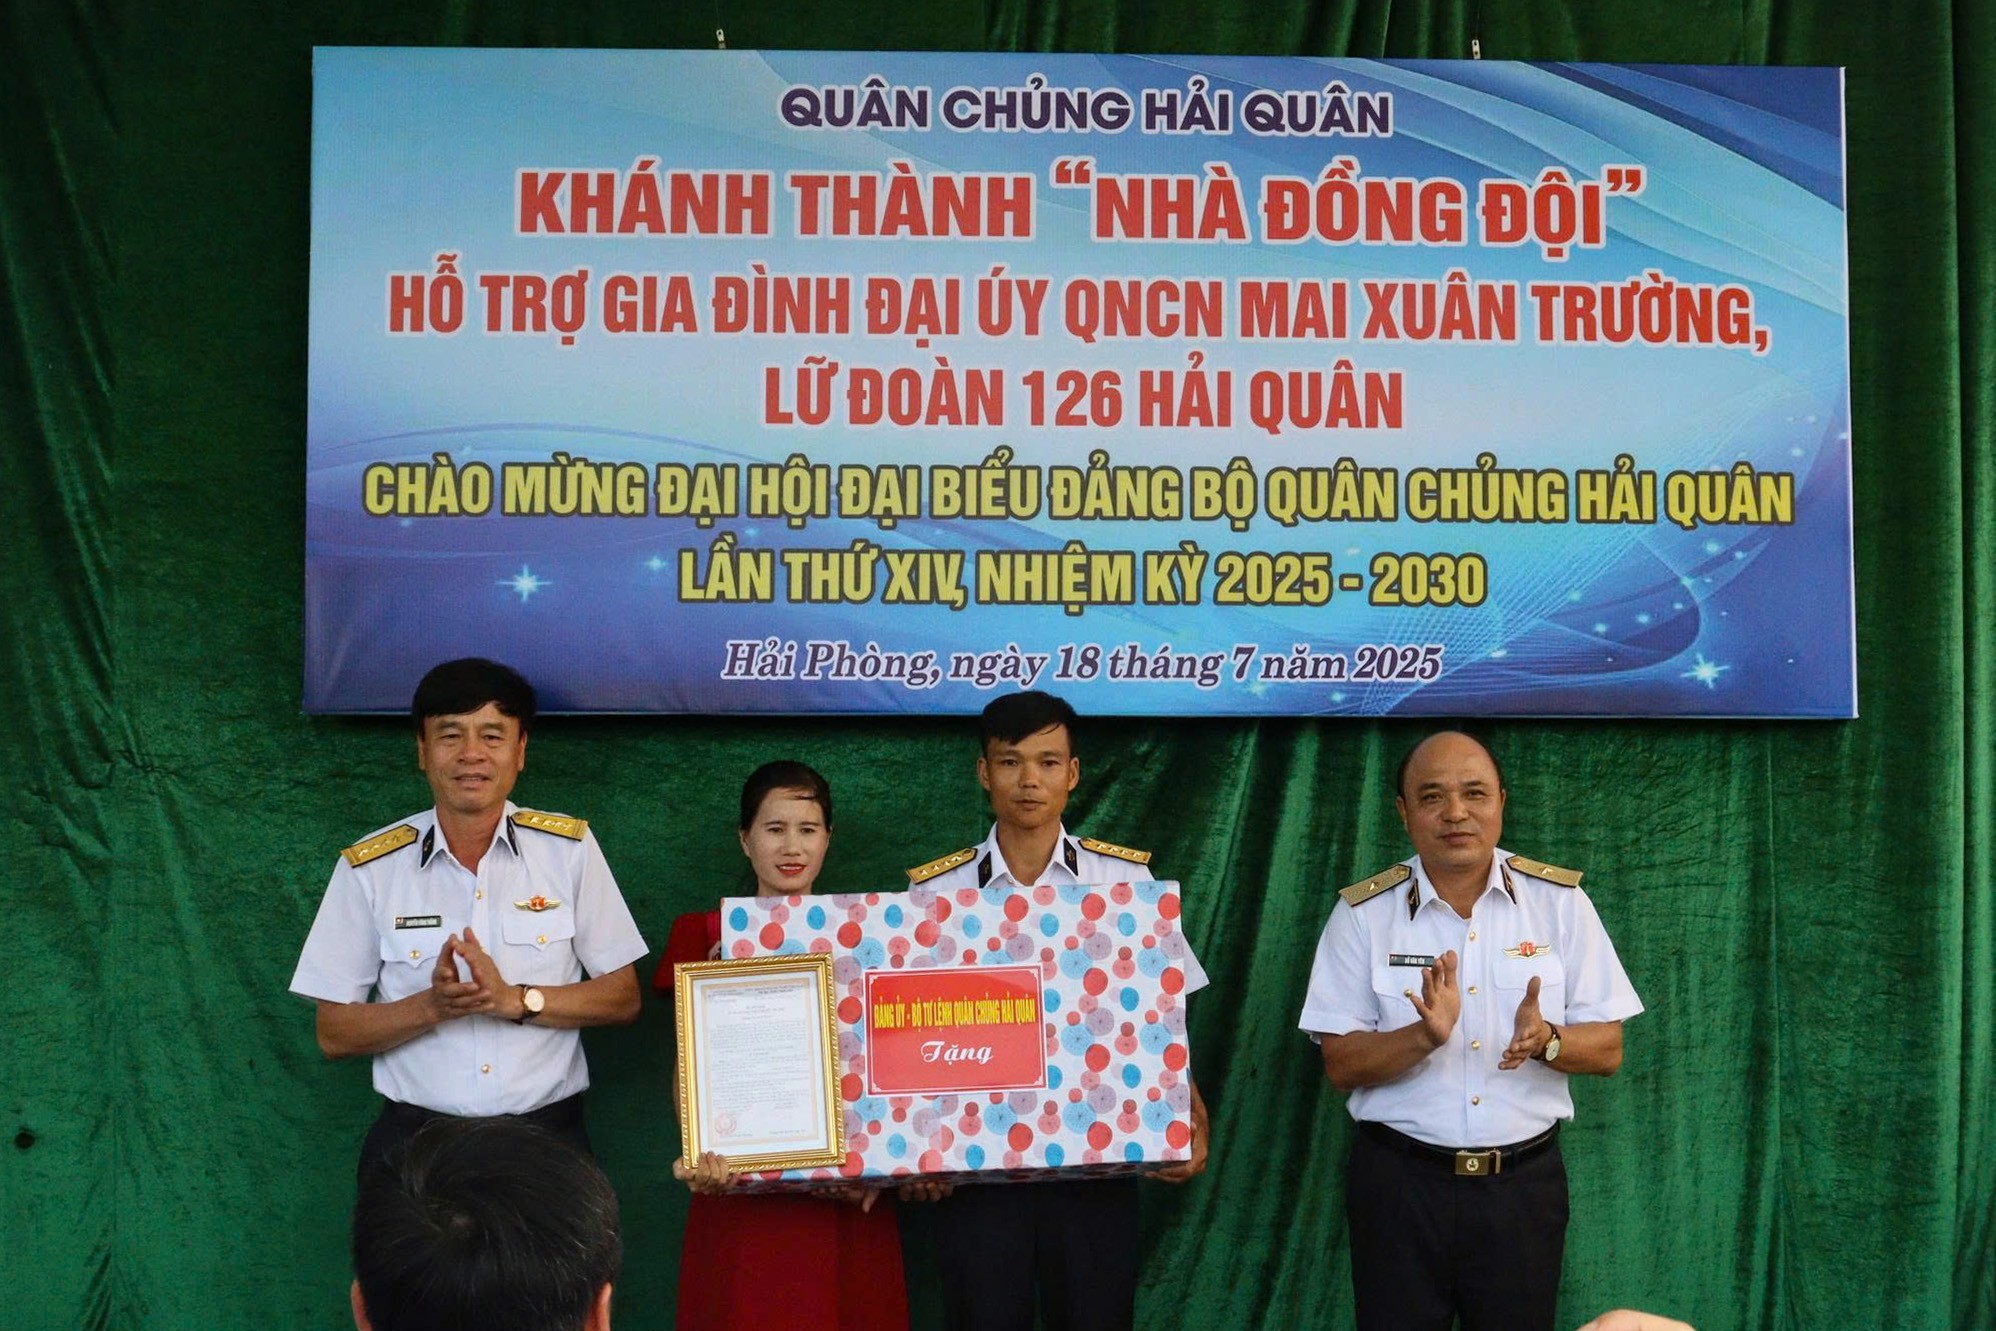 QUÂN CHỦNG HẢI QUÂN
KHÁNH THÀNH “NHÀ ĐỒNG ĐỘI”
HỖ TRỢ GIA ĐÌNH ĐẠI ÚY QNCN MAI XUÂN TRƯỜNG,
LỮ ĐOÀN 126 HẢI QUÂN
CHÀO MỪNG ĐẠI HỘI ĐẠI BIỂU ĐẢNG BỘ QUÂN CHỦNG HẢI QUÂN
LẦN THỨ XIV, NHIỆM KỲ 2025 - 2030
Hải Phòng, ngày 18 tháng 7 năm 2025
ĐẢNG ỦY - BỘ TƯ LỆNH QUÂN CHỦNG HẢI QUÂN
Tặng
ĐỖ VĂN YÊN